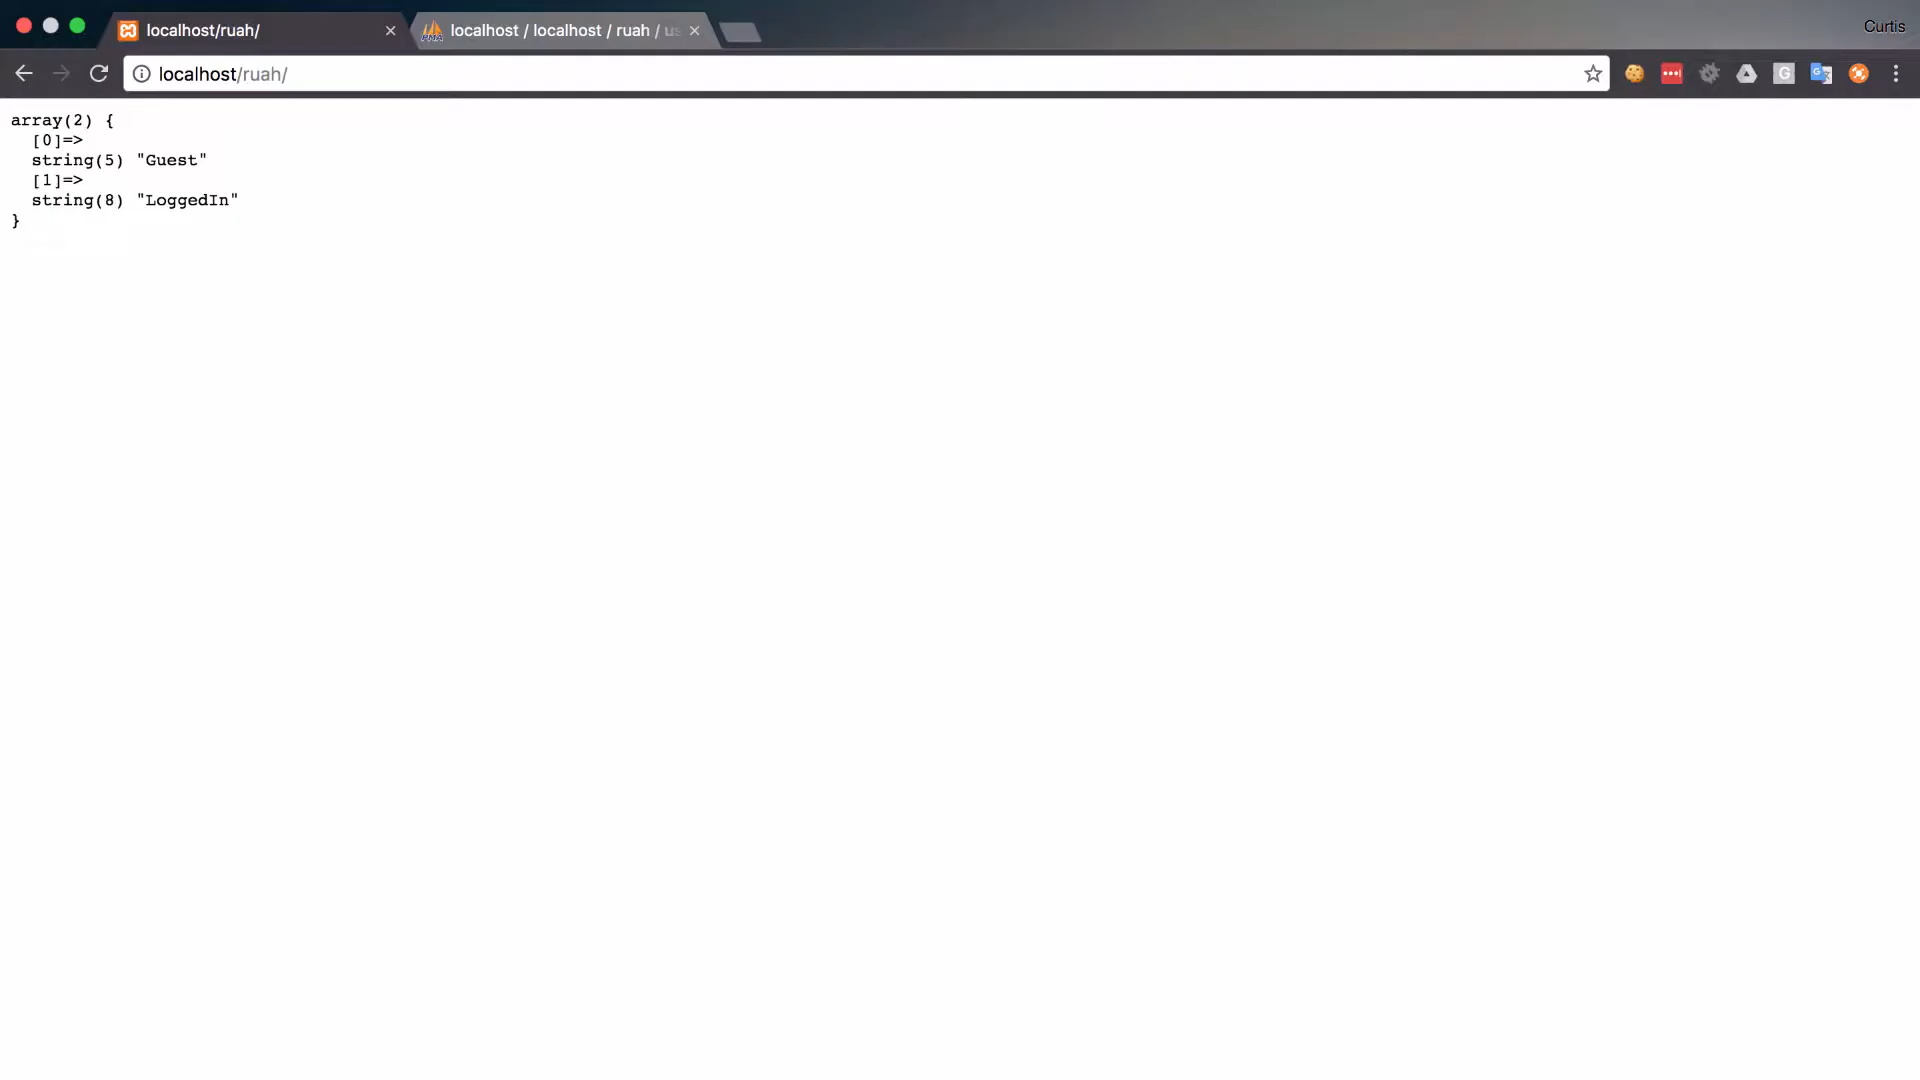 localhost/ruah/
localhost / localhost / ruah / us
Curtis
localhost/ruah/
array(2) {
  [0]=>
  string(5) "Guest"
  [1]=>
  string(8) "LoggedIn"
}